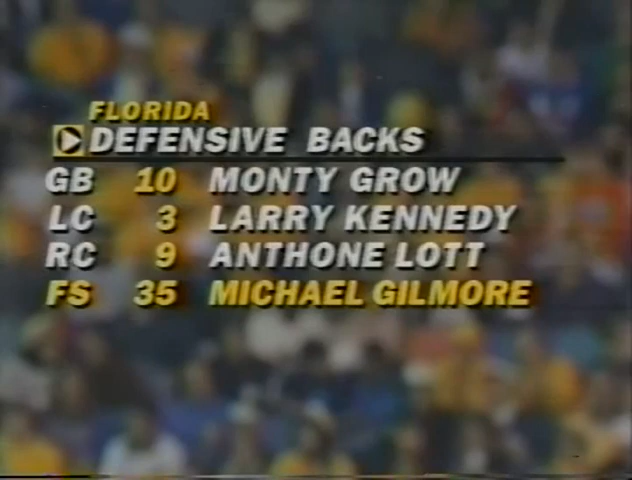 FLORIDA
DEFENSIVE BACKS
GB 10 MONTY GROW
LC 3 LARRY KENNEDY
RC 9 ANTHONE LOTT
FS 35 MICHAEL GILMORE